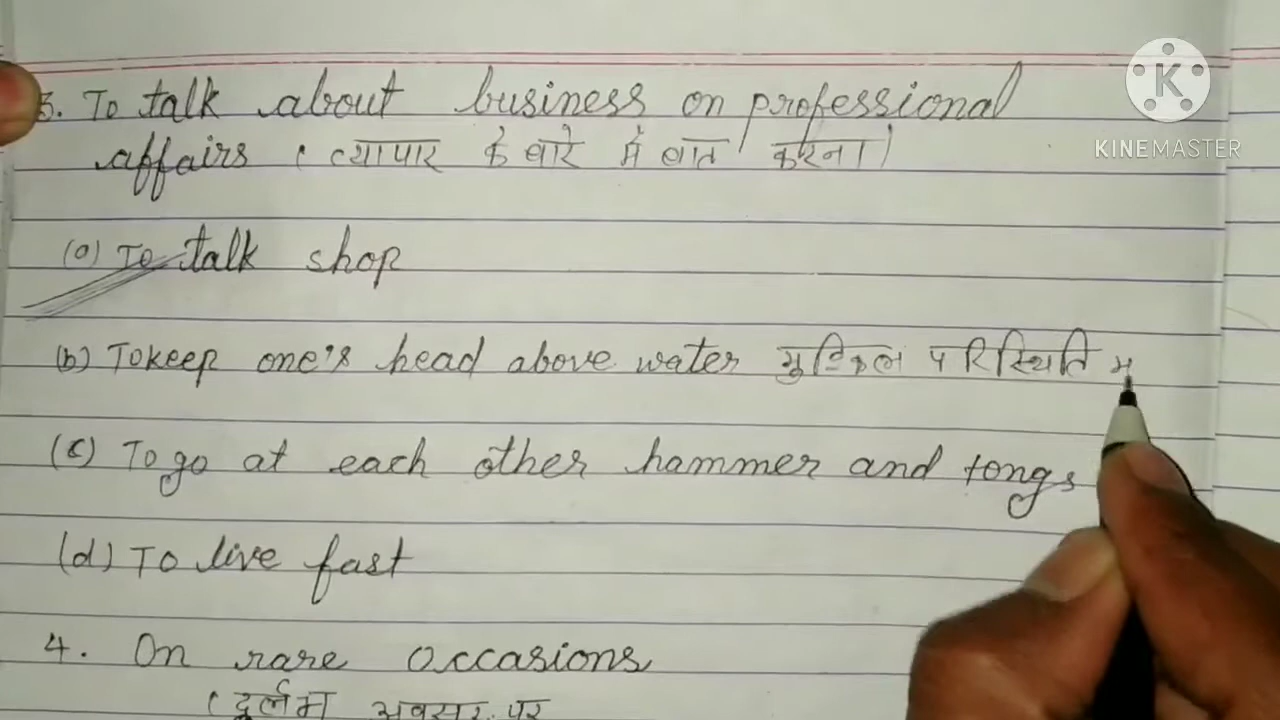 3. To talk about business on professional
affairs (व्यापार के बारे में बात करना)
(a) To talk shop
(b) To keep one's head above water मुश्किल परिस्थिति म
(c) To go at each other hammer and tongs
(d) To live fast
4. On rare occasions
(दुर्लभ अवसर पर
K
KINEMASTER